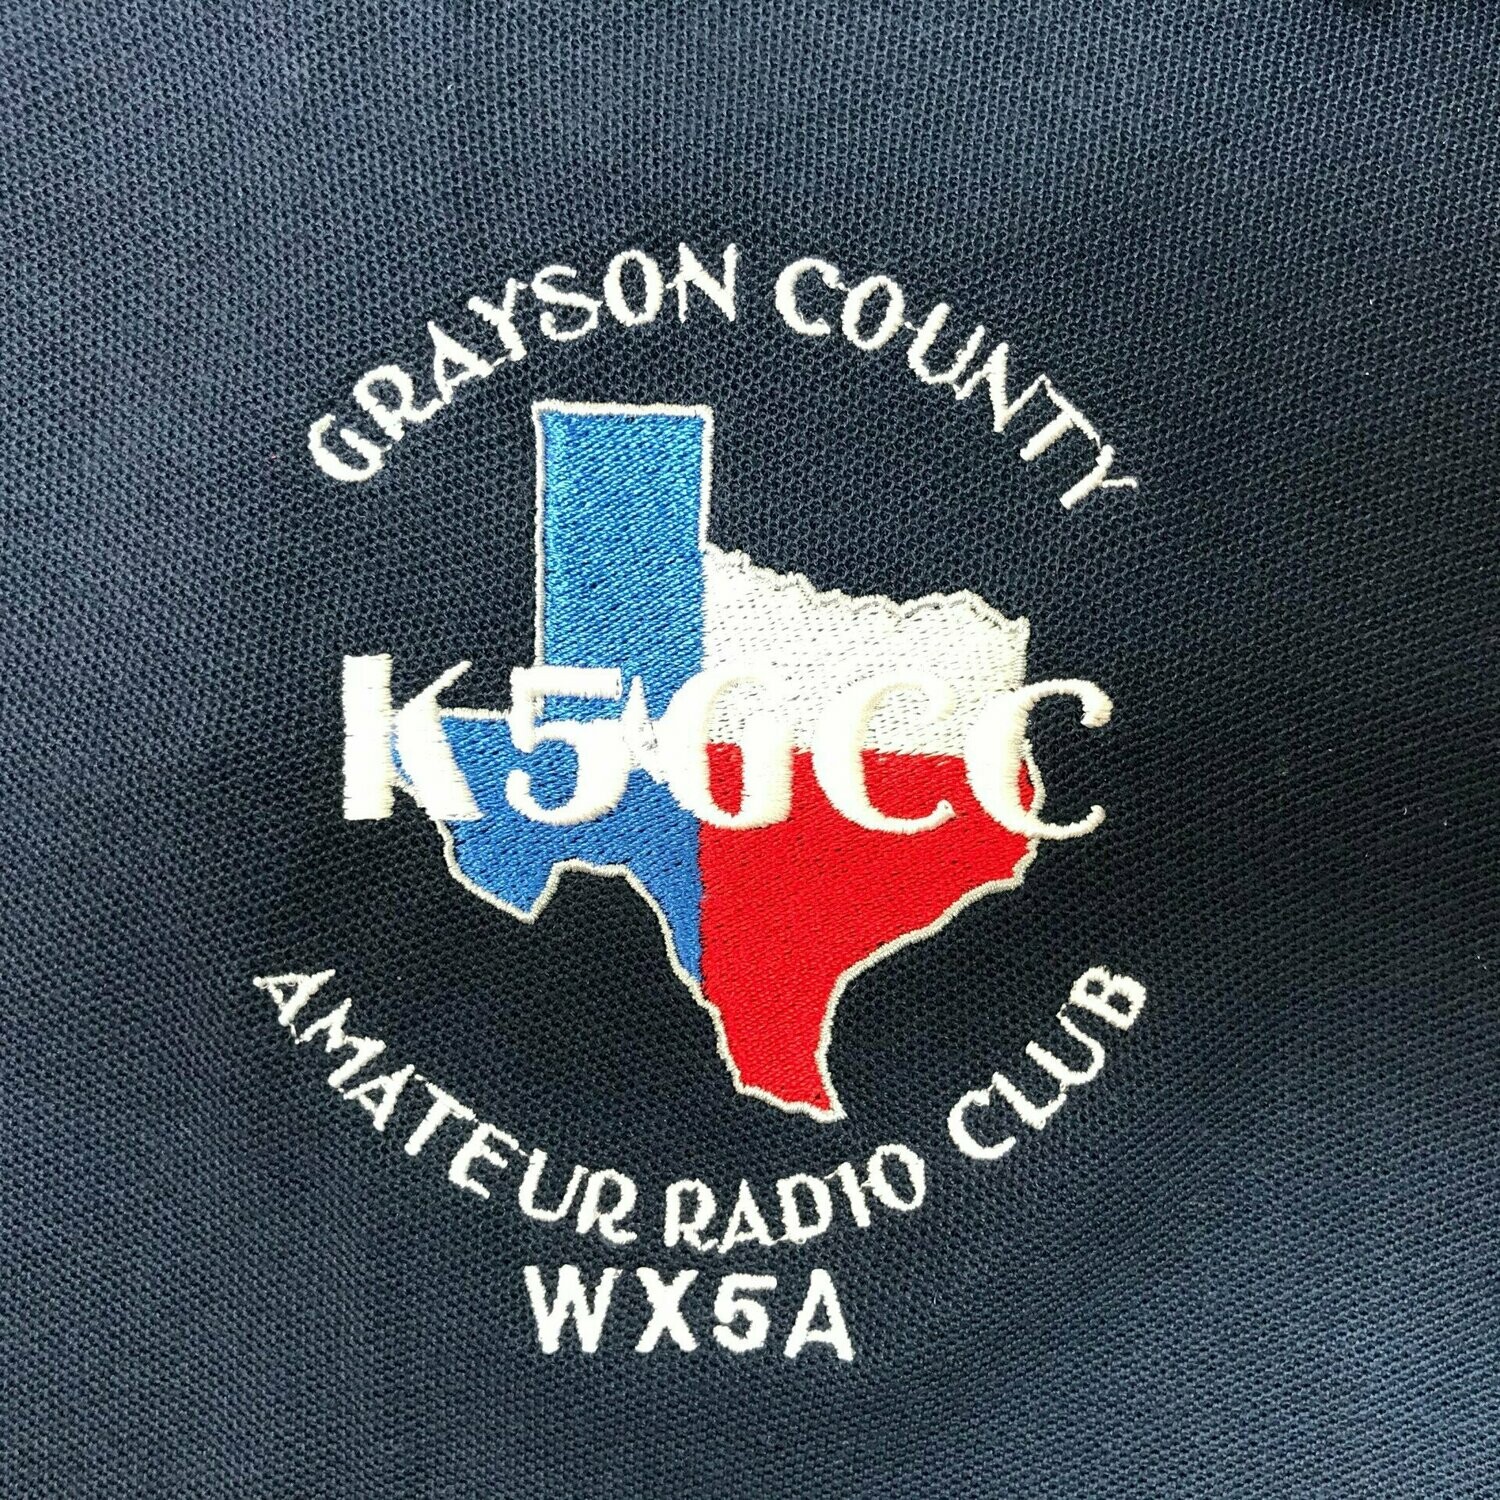 GRAYSON COUNTY
K5GCC
AMATEUR RADIO CLUB
WX5A